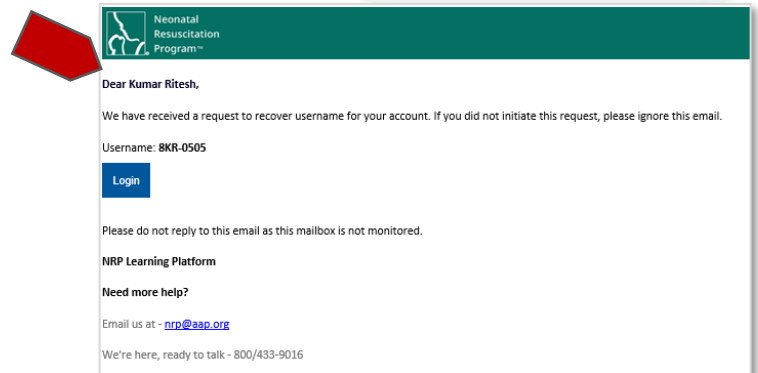 Neonatal
Resuscitation
Program™
Dear Kumar Ritesh,
We have received a request to recover username for your account. If you did not initiate this request, please ignore this email.
Username: 8KR-0505
Login
Please do not reply to this email as this mailbox is not monitored.
NRP Learning Platform
Need more help?
Email us at - nrp@aap.org
We're here, ready to talk - 800/433-9016